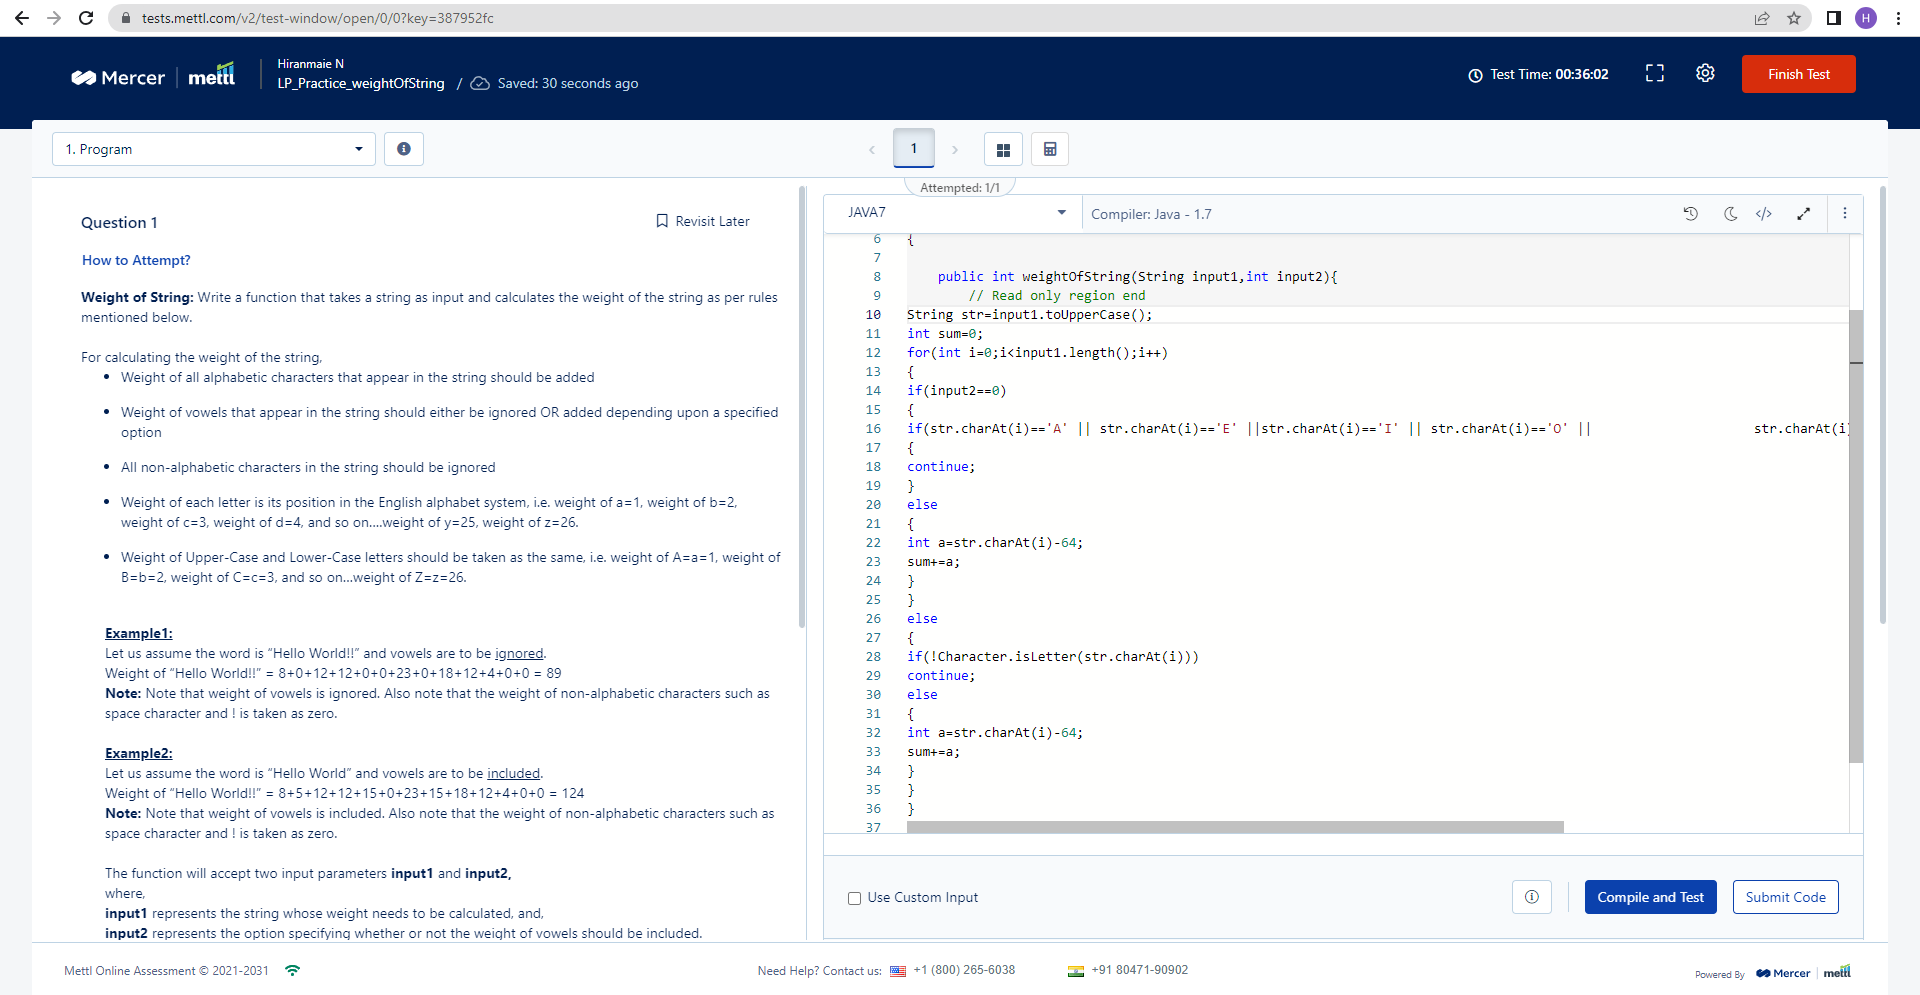 tests.mettl.com/v2/test-window/open/0/0?key=387952fc
H
Mercer mettl
Hiranmaie N
LP_Practice_weightOfString / Saved: 30 seconds ago
Test Time: 00:36:02
Finish Test
1. Program
1
Attempted: 1/1
Question 1
Revisit Later
How to Attempt?
Weight of String: Write a function that takes a string as input and calculates the weight of the string as per rules
mentioned below.
For calculating the weight of the string,
• Weight of all alphabetic characters that appear in the string should be added
• Weight of vowels that appear in the string should either be ignored OR added depending upon a specified
option
• All non-alphabetic characters in the string should be ignored
• Weight of each letter is its position in the English alphabet system, i.e. weight of a=1, weight of b=2,
weight of c=3, weight of d=4, and so on....weight of y=25, weight of z=26.
• Weight of Upper-Case and Lower-Case letters should be taken as the same, i.e. weight of A=a=1, weight of
B=b=2, weight of C=c=3, and so on...weight of Z=z=26.
Example1:
Let us assume the word is “Hello World!!” and vowels are to be ignored.
Weight of “Hello World!!” = 8+0+12+12+0+0+23+0+18+12+4+0+0 = 89
Note: Note that weight of vowels is ignored. Also note that the weight of non-alphabetic characters such as
space character and ! is taken as zero.
Example2:
Let us assume the word is “Hello World” and vowels are to be included.
Weight of “Hello World!!” = 8+5+12+12+15+0+23+15+18+12+4+0+0 = 124
Note: Note that weight of vowels is included. Also note that the weight of non-alphabetic characters such as
space character and ! is taken as zero.
The function will accept two input parameters input1 and input2,
where,
input1 represents the string whose weight needs to be calculated, and,
input2 represents the option specifying whether or not the weight of vowels should be included.
JAVA7
Compiler: Java - 1.7
6 {
7
8 public int weightOfString(String input1,int input2){
9 // Read only region end
10 String str=input1.toUpperCase();
11 int sum=0;
12 for(int i=0;i<input1.length();i++)
13 {
14 if(input2==0)
15 {
16 if(str.charAt(i)=='A' || str.charAt(i)=='E' ||str.charAt(i)=='I' || str.charAt(i)=='O' || str.charAt(i)
17 {
18 continue;
19 }
20 else
21 {
22 int a=str.charAt(i)-64;
23 sum+=a;
24 }
25 }
26 else
27 {
28 if(!Character.isLetter(str.charAt(i)))
29 continue;
30 else
31 {
32 int a=str.charAt(i)-64;
33 sum+=a;
34 }
35 }
36 }
37
Use Custom Input
Compile and Test
Submit Code
Mettl Online Assessment © 2021-2031
Need Help? Contact us: +1 (800) 265-6038
+91 80471-90902
Powered By Mercer mettl